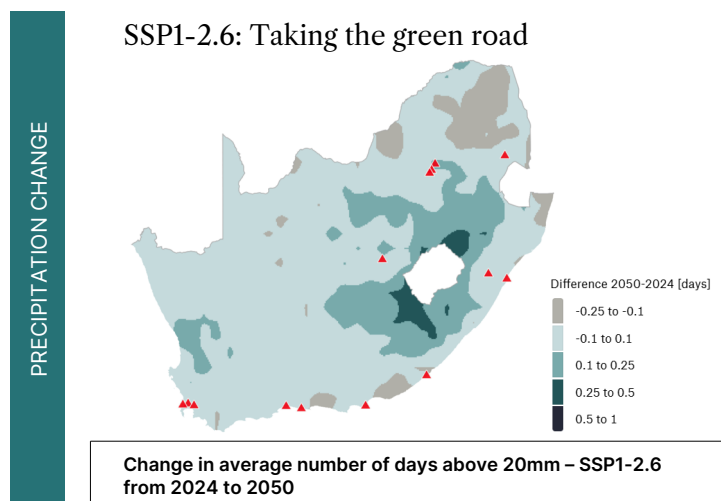 SSP1-2.6: Taking the green road
PRECIPITATION CHANGE
Difference 2050-2024 [days]
-0.25 to -0.1
-0.1 to 0.1
0.1 to 0.25
0.25 to 0.5
0.5 to 1
Change in average number of days above 20mm – SSP1-2.6
from 2024 to 2050